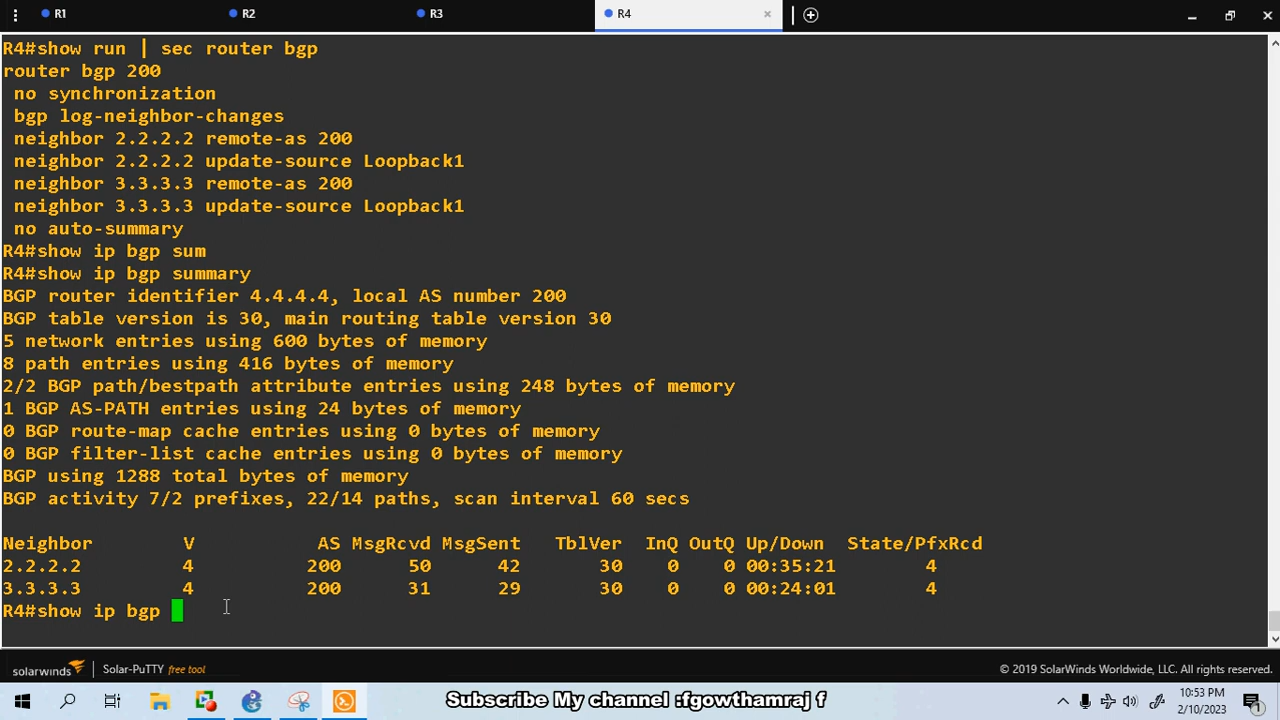 R1
R2
R3
R4
R4#show run | sec router bgp
router bgp 200
no synchronization
bgp log-neighbor-changes
neighbor 2.2.2.2 remote-as 200
neighbor 2.2.2.2 update-source Loopback1
neighbor 3.3.3.3 remote-as 200
neighbor 3.3.3.3 update-source Loopback1
no auto-summary
R4#show ip bgp sum
R4#show ip bgp summary
BGP router identifier 4.4.4.4, local AS number 200
BGP table version is 30, main routing table version 30
5 network entries using 600 bytes of memory
8 path entries using 416 bytes of memory
2/2 BGP path/bestpath attribute entries using 248 bytes of memory
1 BGP AS-PATH entries using 24 bytes of memory
0 BGP route-map cache entries using 0 bytes of memory
0 BGP filter-list cache entries using 0 bytes of memory
BGP using 1288 total bytes of memory
BGP activity 7/2 prefixes, 22/14 paths, scan interval 60 secs
Neighbor V AS MsgRcvd MsgSent TblVer InQ OutQ Up/Down State/PfxRcd
2.2.2.2 4 200 50 42 30 0 0 00:35:21 4
3.3.3.3 4 200 31 29 30 0 0 00:24:01 4
R4#show ip bgp
solarwinds Solar-PuTTY free tool © 2019 SolarWinds Worldwide, LLC. All rights reserved.
Subscribe My channel :fgowthamraj f
10:53 PM
2/10/2023
1